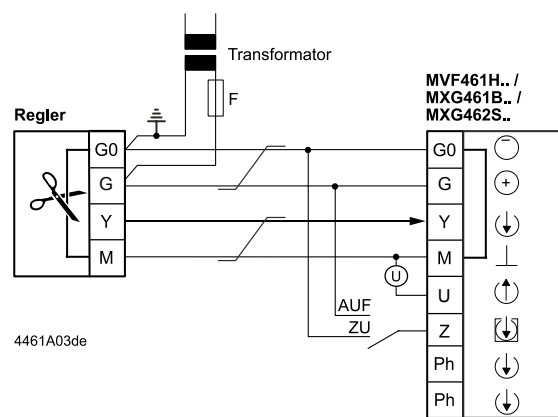 Transformator
F
MVF461H.. /
MXG461B.. /
MXG462S..
Regler
G0
G
Y
M
G0
G
Y
M
U
Z
Ph
Ph
U
AUF
ZU
4461A03de